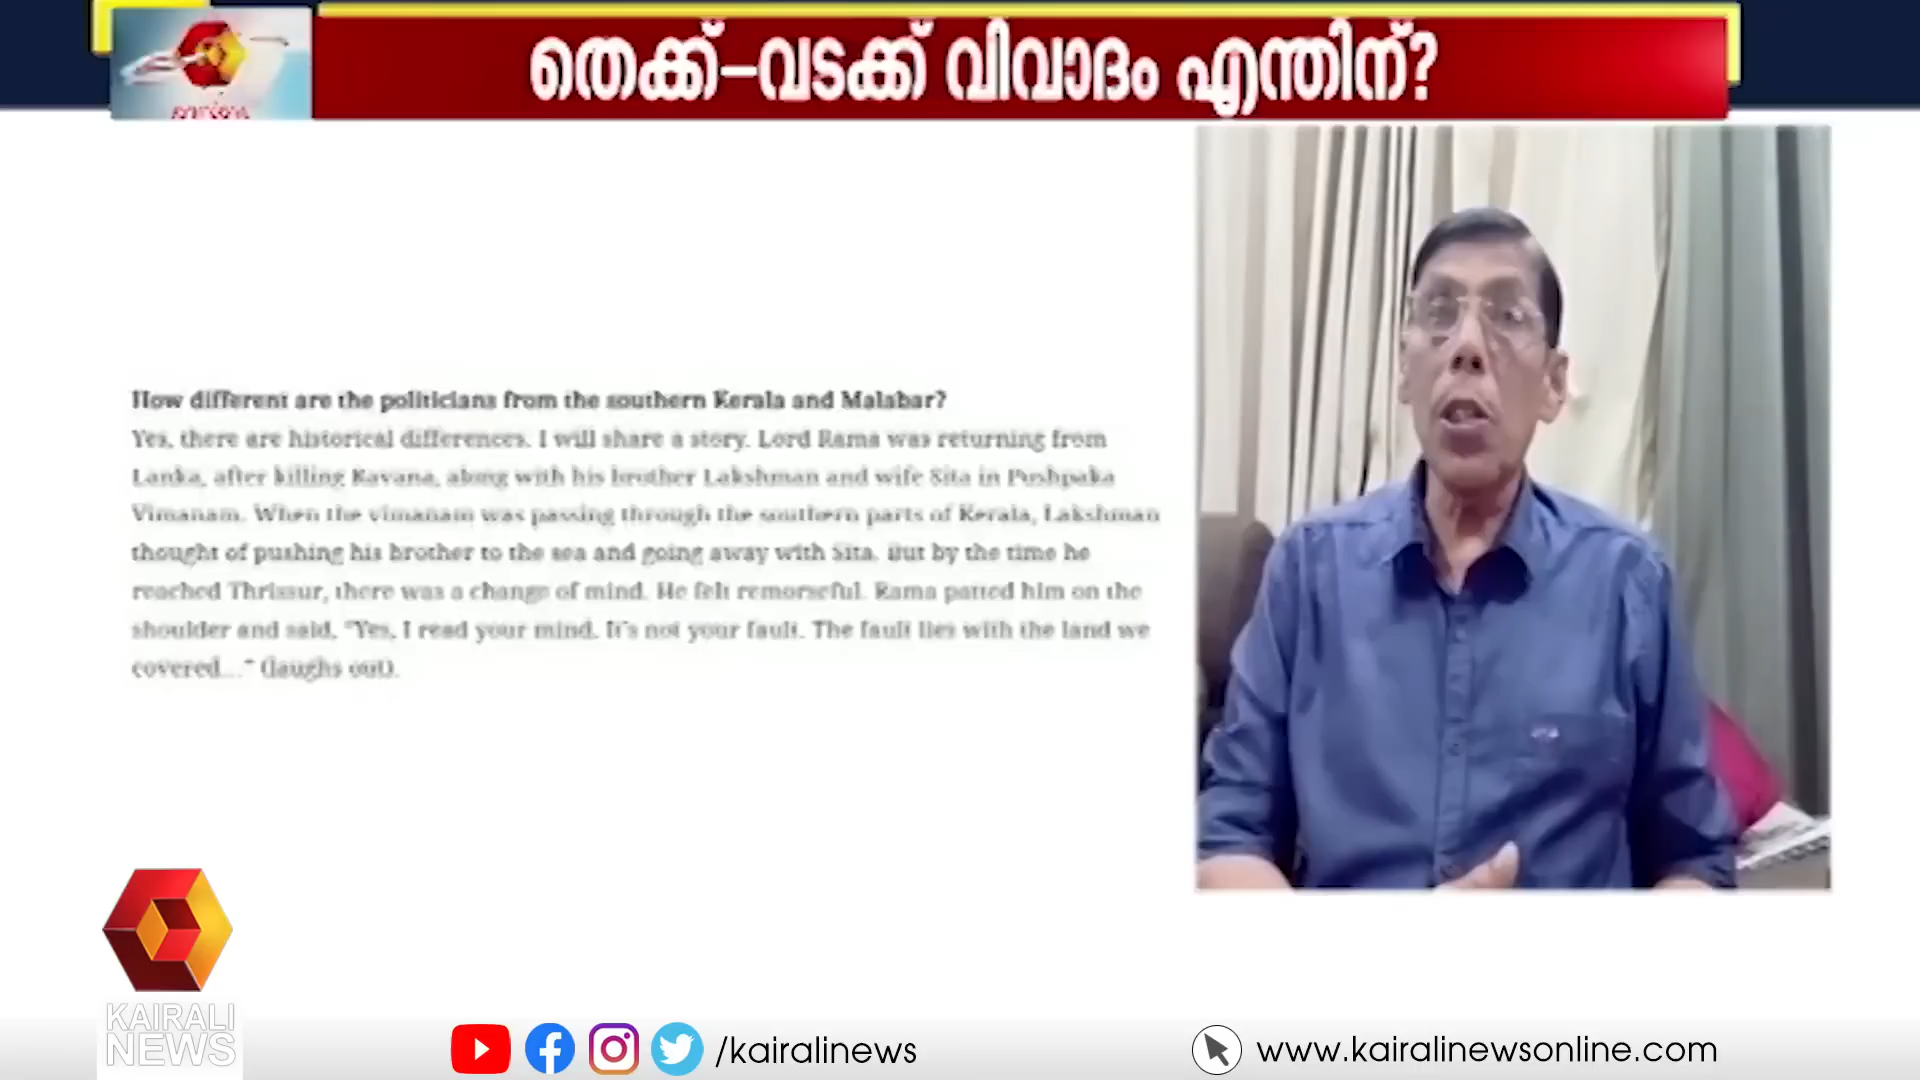 തെക്ക്-വടക്ക് വിവാദം എന്തിന്?
How different are the politicians from the southern Kerala and Malabar?
Yes, there are historical differences. I will share a story. Lord Rama was returning from
Lanka, after killing Ravana, along with his brother Lakshman and wife Sita in Pushpaka
Vimanam. When the vimanam was passing through the southern parts of Kerala, Lakshman
thought of pushing his brother to the sea and going away with Sita. But by the time he
reached Thrissur, there was a change of mind. He felt remorseful. Rama patted him on the
shoulder and said, "Yes, I read your mind. It's not your fault. The fault lies with the land we
covered..." (laughs out).
KAIRALI
NEWS
/kairalinews
www.kairalinewsonline.com